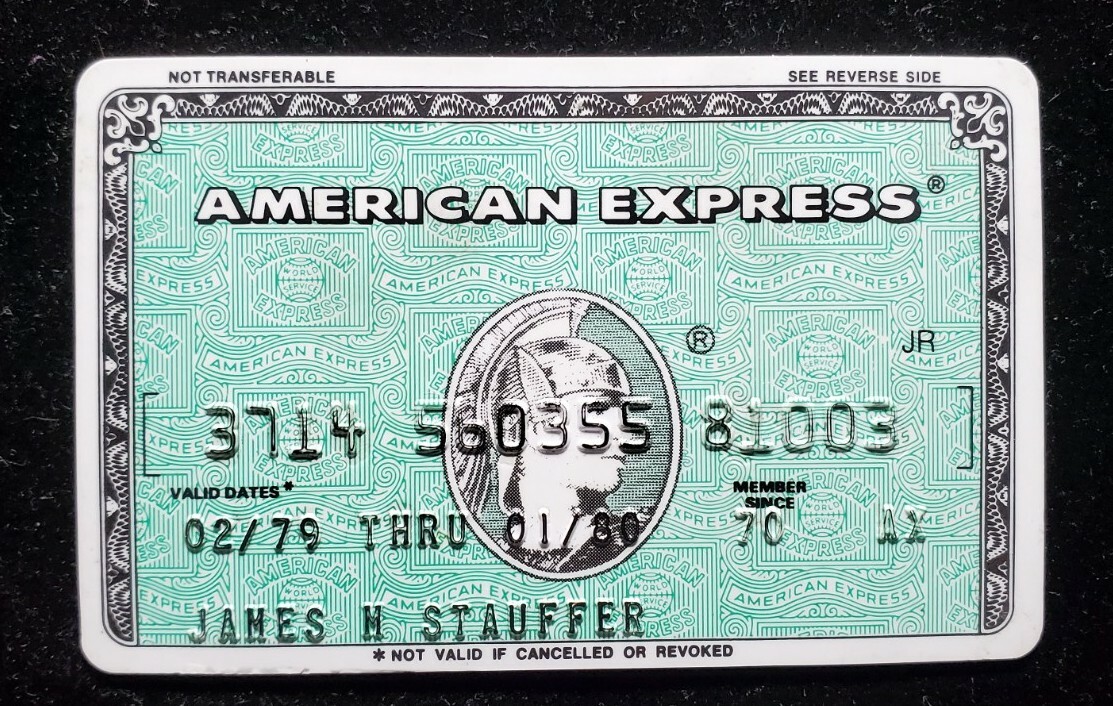 NOT TRANSFERABLE SEE REVERSE SIDE
AMERICAN EXPRESS®
® JR
3714 560355 81003
VALID DATES* MEMBER SINCE
02/79 THRU 01/80 70 AX
JAMES M STAUFFER
*NOT VALID IF CANCELLED OR REVOKED